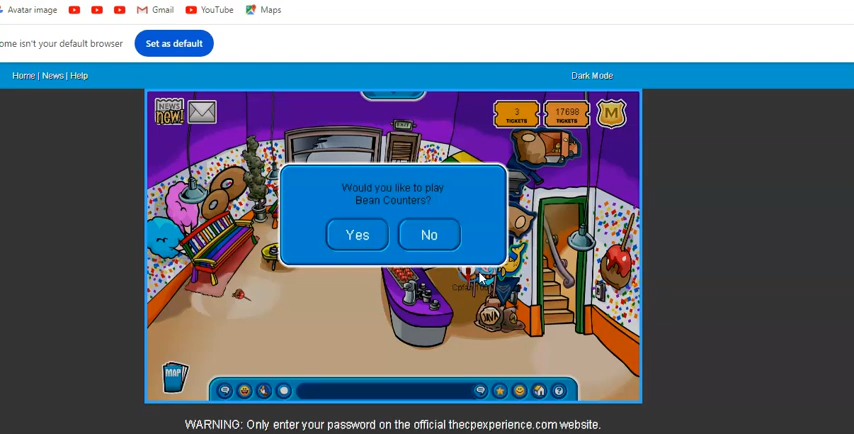 Avatar image
Gmail
YouTube
Maps
ome isn't your default browser
Set as default
Home | News | Help
Dark Mode
NEWS
new!
EXIT
3
TICKETS
17698
TICKETS
M
Would you like to play
Bean Counters?
Yes
No
JAVA
MAP
WARNING: Only enter your password on the official thecpexperience.com website.